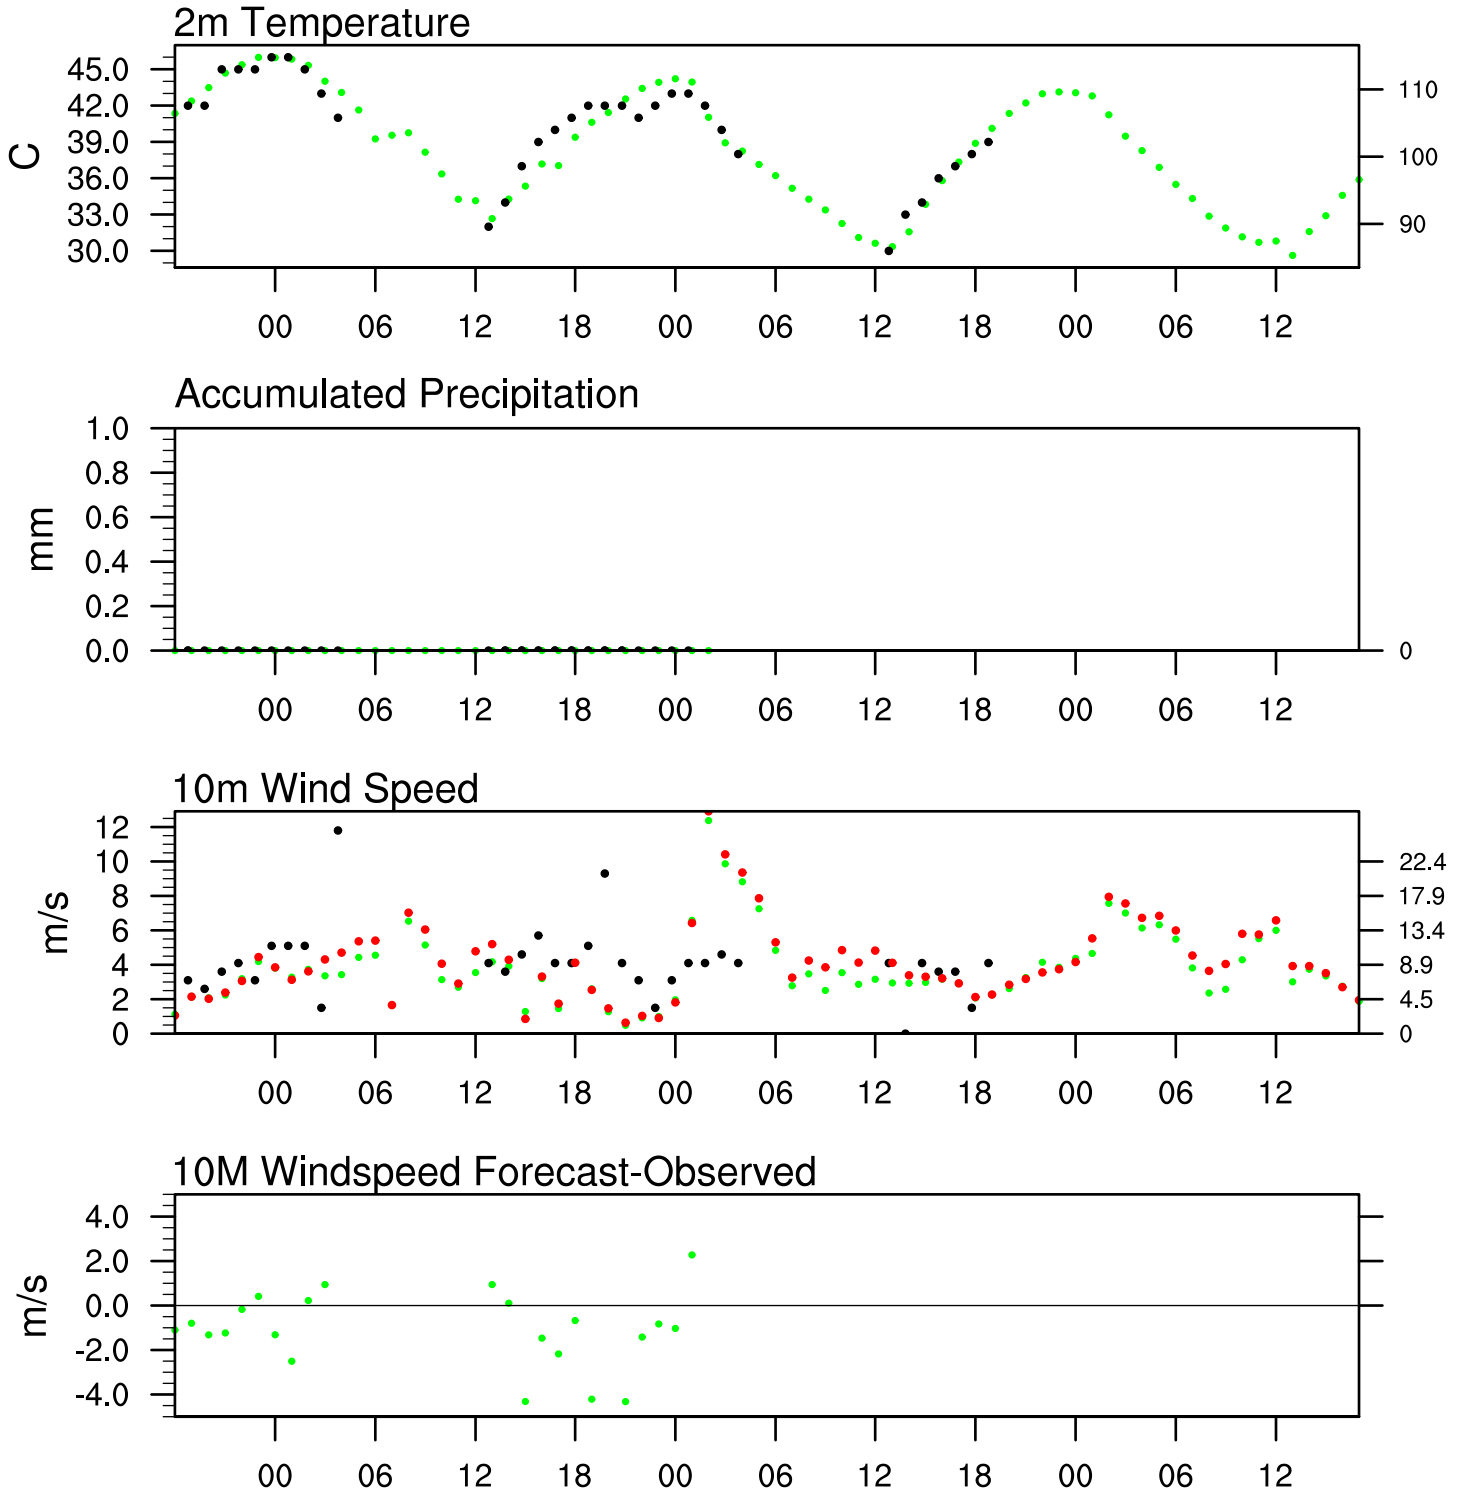 2m Temperature
45.0
42.0
39.0
36.0
33.0
30.0
C
110
100
90
00 06 12 18 00 06 12 18 00 06 12
Accumulated Precipitation
1.0
0.8
0.6
0.4
0.2
0.0
mm
0
00 06 12 18 00 06 12 18 00 06 12
10m Wind Speed
12
10
8
6
4
2
0
m/s
22.4
17.9
13.4
8.9
4.5
0
00 06 12 18 00 06 12 18 00 06 12
10M Windspeed Forecast-Observed
4.0
2.0
0.0
-2.0
-4.0
m/s
00 06 12 18 00 06 12 18 00 06 12